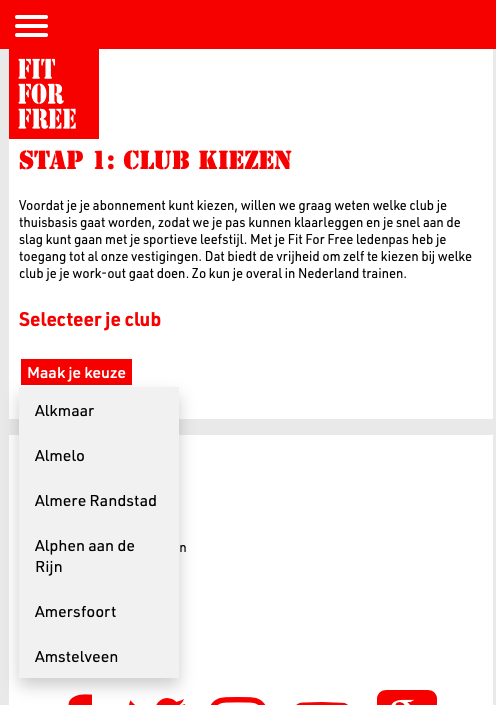 FIT
FOR
FREE
STAP 1: CLUB KIEZEN
Voordat je je abonnement kunt kiezen, willen we graag weten welke club je
thuisbasis gaat worden, zodat we je pas kunnen klaarleggen en je snel aan de
slag kunt gaan met je sportieve leefstijl. Met je Fit For Free ledenpas heb je
toegang tot al onze vestigingen. Dat biedt de vrijheid om zelf te kiezen bij welke
club je je work-out gaat doen. Zo kun je overal in Nederland trainen.
Selecteer je club
Maak je keuze
Alkmaar
Almelo
Almere Randstad
Alphen aan de
Rijn
Amersfoort
Amstelveen